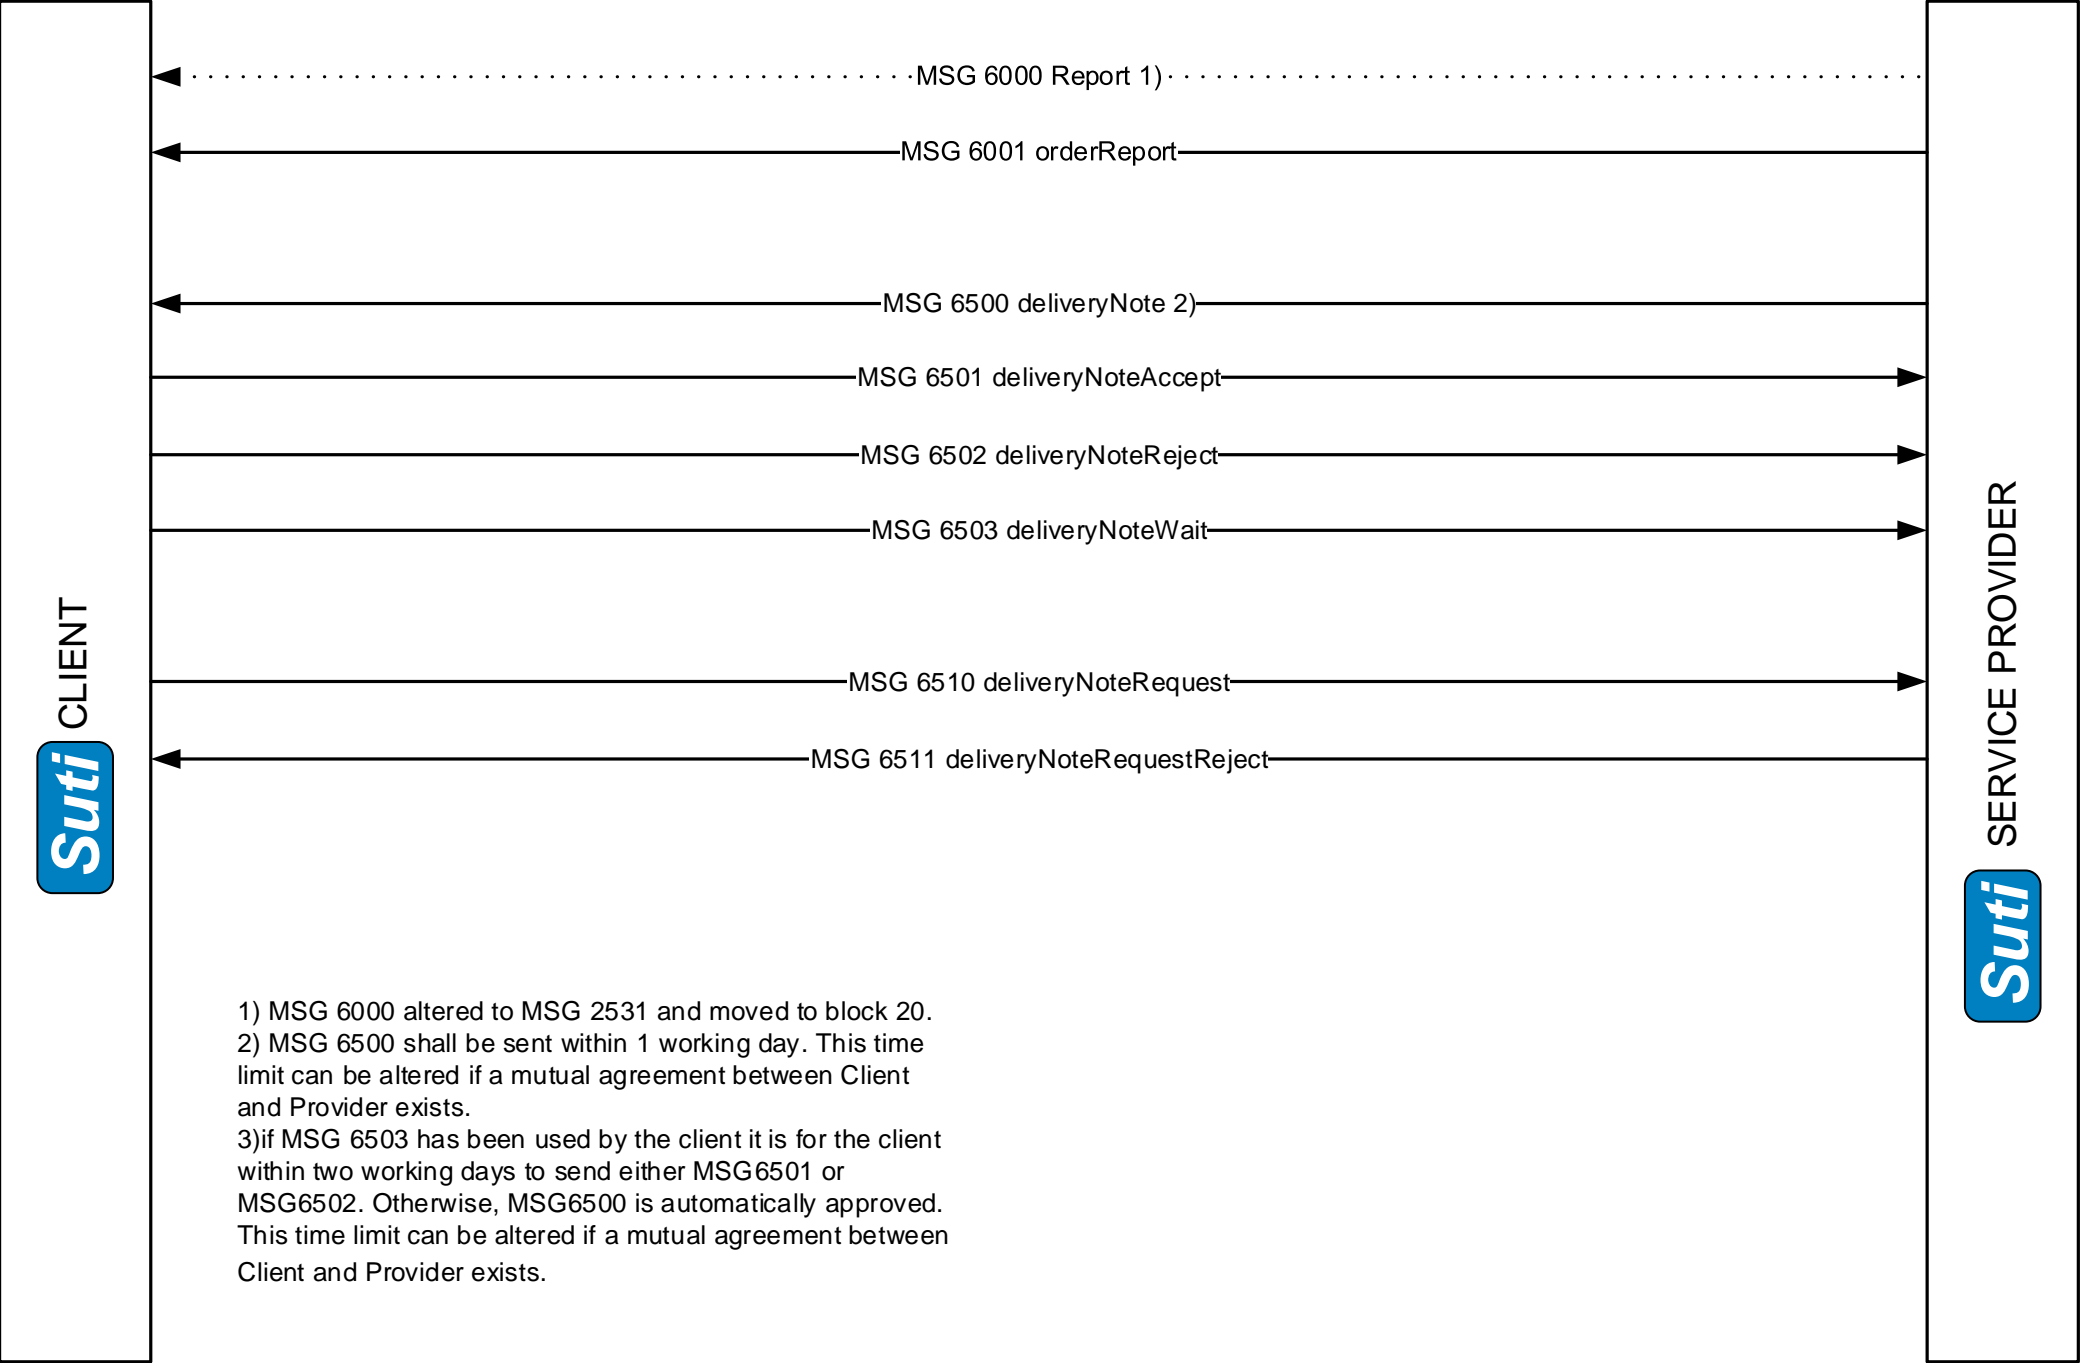 MSG 6000 Report 1)
MSG 6001 orderReport
MSG 6500 deliveryNote 2)
MSG 6501 deliveryNoteAccept
MSG 6502 deliveryNoteReject
MSG 6503 deliveryNoteWait
MSG 6510 deliveryNoteRequest
MSG 6511 deliveryNoteRequestReject
Suti CLIENT
Suti SERVICE PROVIDER
1) MSG 6000 altered to MSG 2531 and moved to block 20.
2) MSG 6500 shall be sent within 1 working day. This time
limit can be altered if a mutual agreement between Client
and Provider exists.
3)if MSG 6503 has been used by the client it is for the client
within two working days to send either MSG6501 or
MSG6502. Otherwise, MSG6500 is automatically approved.
This time limit can be altered if a mutual agreement between
Client and Provider exists.